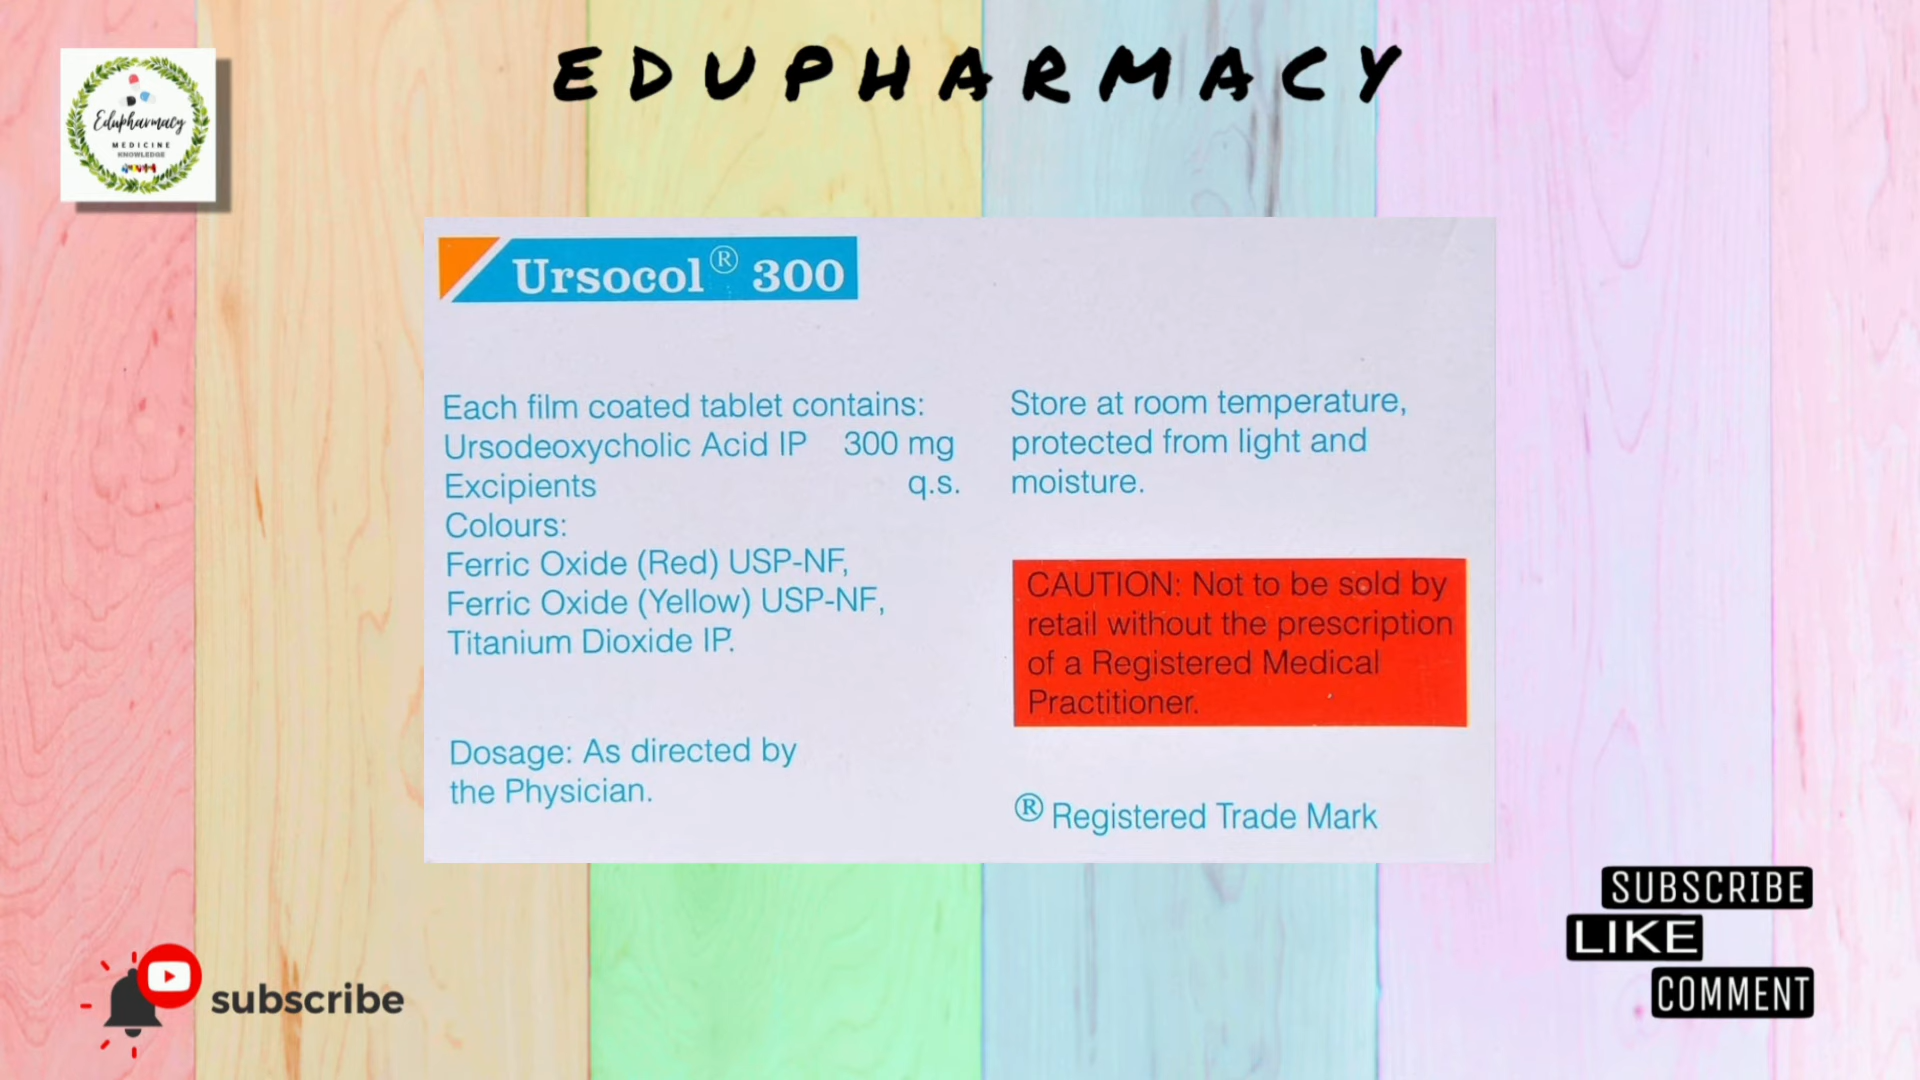 EDUPHARMACY
Edupharmacy
MEDICINE
KNOWLEDGE
Ursocol® 300
Each film coated tablet contains:
Ursodeoxycholic Acid IP 300 mg
Excipients q.s.
Colours:
Ferric Oxide (Red) USP-NF,
Ferric Oxide (Yellow) USP-NF,
Titanium Dioxide IP.
Dosage: As directed by
the Physician.
Store at room temperature,
protected from light and
moisture.
CAUTION: Not to be sold by
retail without the prescription
of a Registered Medical
Practitioner.
® Registered Trade Mark
subscribe
SUBSCRIBE
LIKE
COMMENT